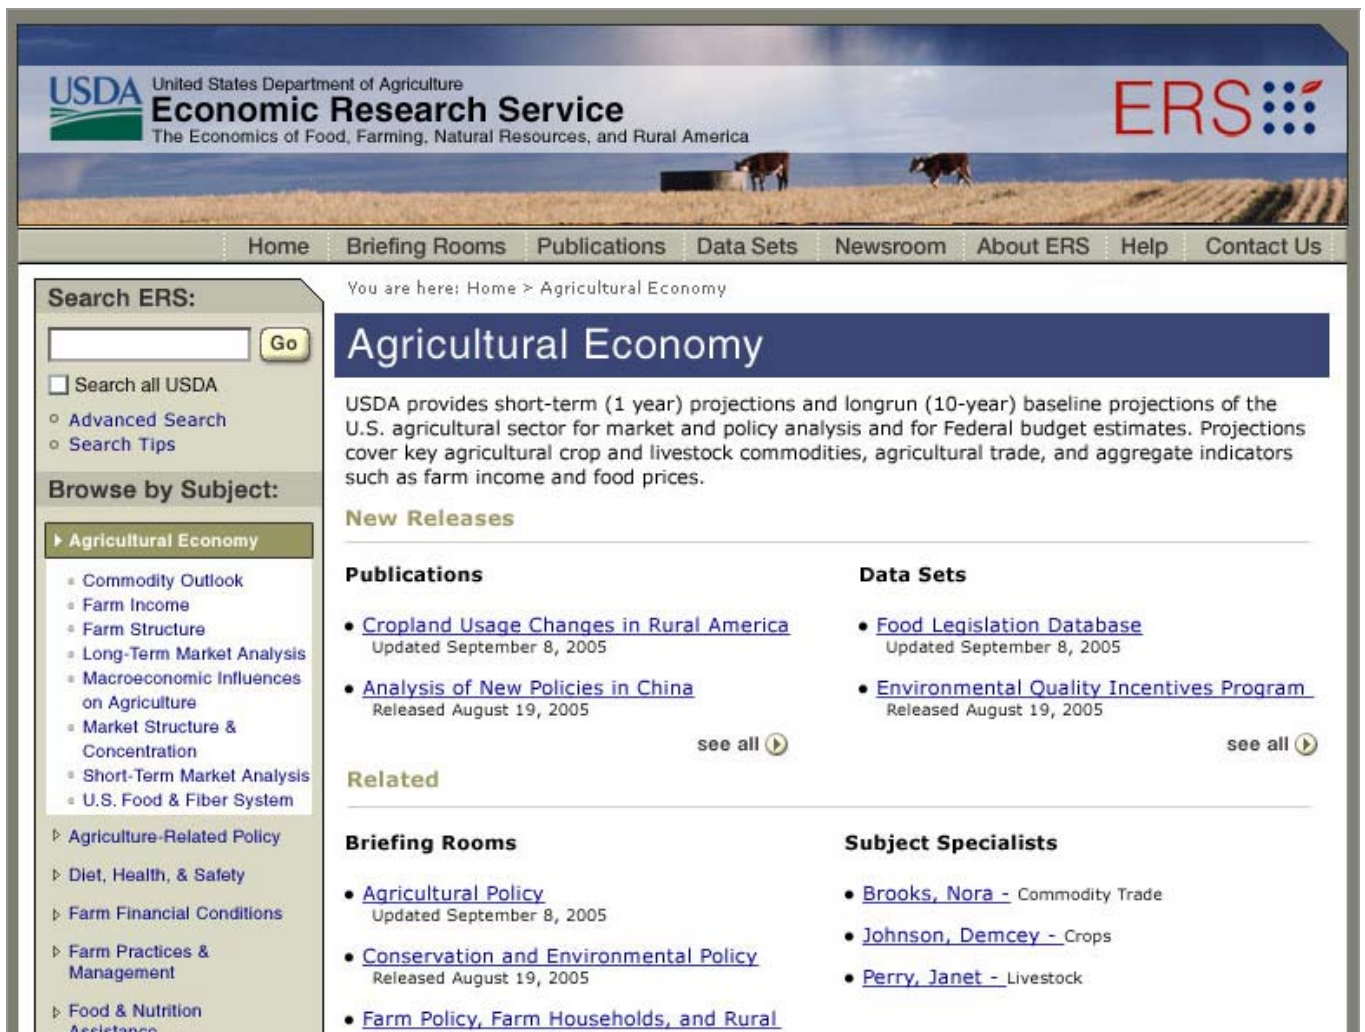 USDA
United States Department of Agriculture
Economic Research Service
The Economics of Food, Farming, Natural Resources, and Rural America
ERS
Home Briefing Rooms Publications Data Sets Newsroom About ERS Help Contact Us
Search ERS:
Go
Search all USDA
Advanced Search
Search Tips
Browse by Subject:
Agricultural Economy
Commodity Outlook
Farm Income
Farm Structure
Long-Term Market Analysis
Macroeconomic Influences
on Agriculture
Market Structure &
Concentration
Short-Term Market Analysis
U.S. Food & Fiber System
Agriculture-Related Policy
Diet, Health, & Safety
Farm Financial Conditions
Farm Practices &
Management
Food & Nutrition
Assistance
You are here: Home > Agricultural Economy
Agricultural Economy
USDA provides short-term (1 year) projections and longrun (10-year) baseline projections of the
U.S. agricultural sector for market and policy analysis and for Federal budget estimates. Projections
cover key agricultural crop and livestock commodities, agricultural trade, and aggregate indicators
such as farm income and food prices.
New Releases
Publications
Cropland Usage Changes in Rural America
Updated September 8, 2005
Analysis of New Policies in China
Released August 19, 2005
see all
Data Sets
Food Legislation Database
Updated September 8, 2005
Environmental Quality Incentives Program
Released August 19, 2005
see all
Related
Briefing Rooms
Agricultural Policy
Updated September 8, 2005
Conservation and Environmental Policy
Released August 19, 2005
Farm Policy, Farm Households, and Rural
Subject Specialists
Brooks, Nora - Commodity Trade
Johnson, Demcey - Crops
Perry, Janet - Livestock